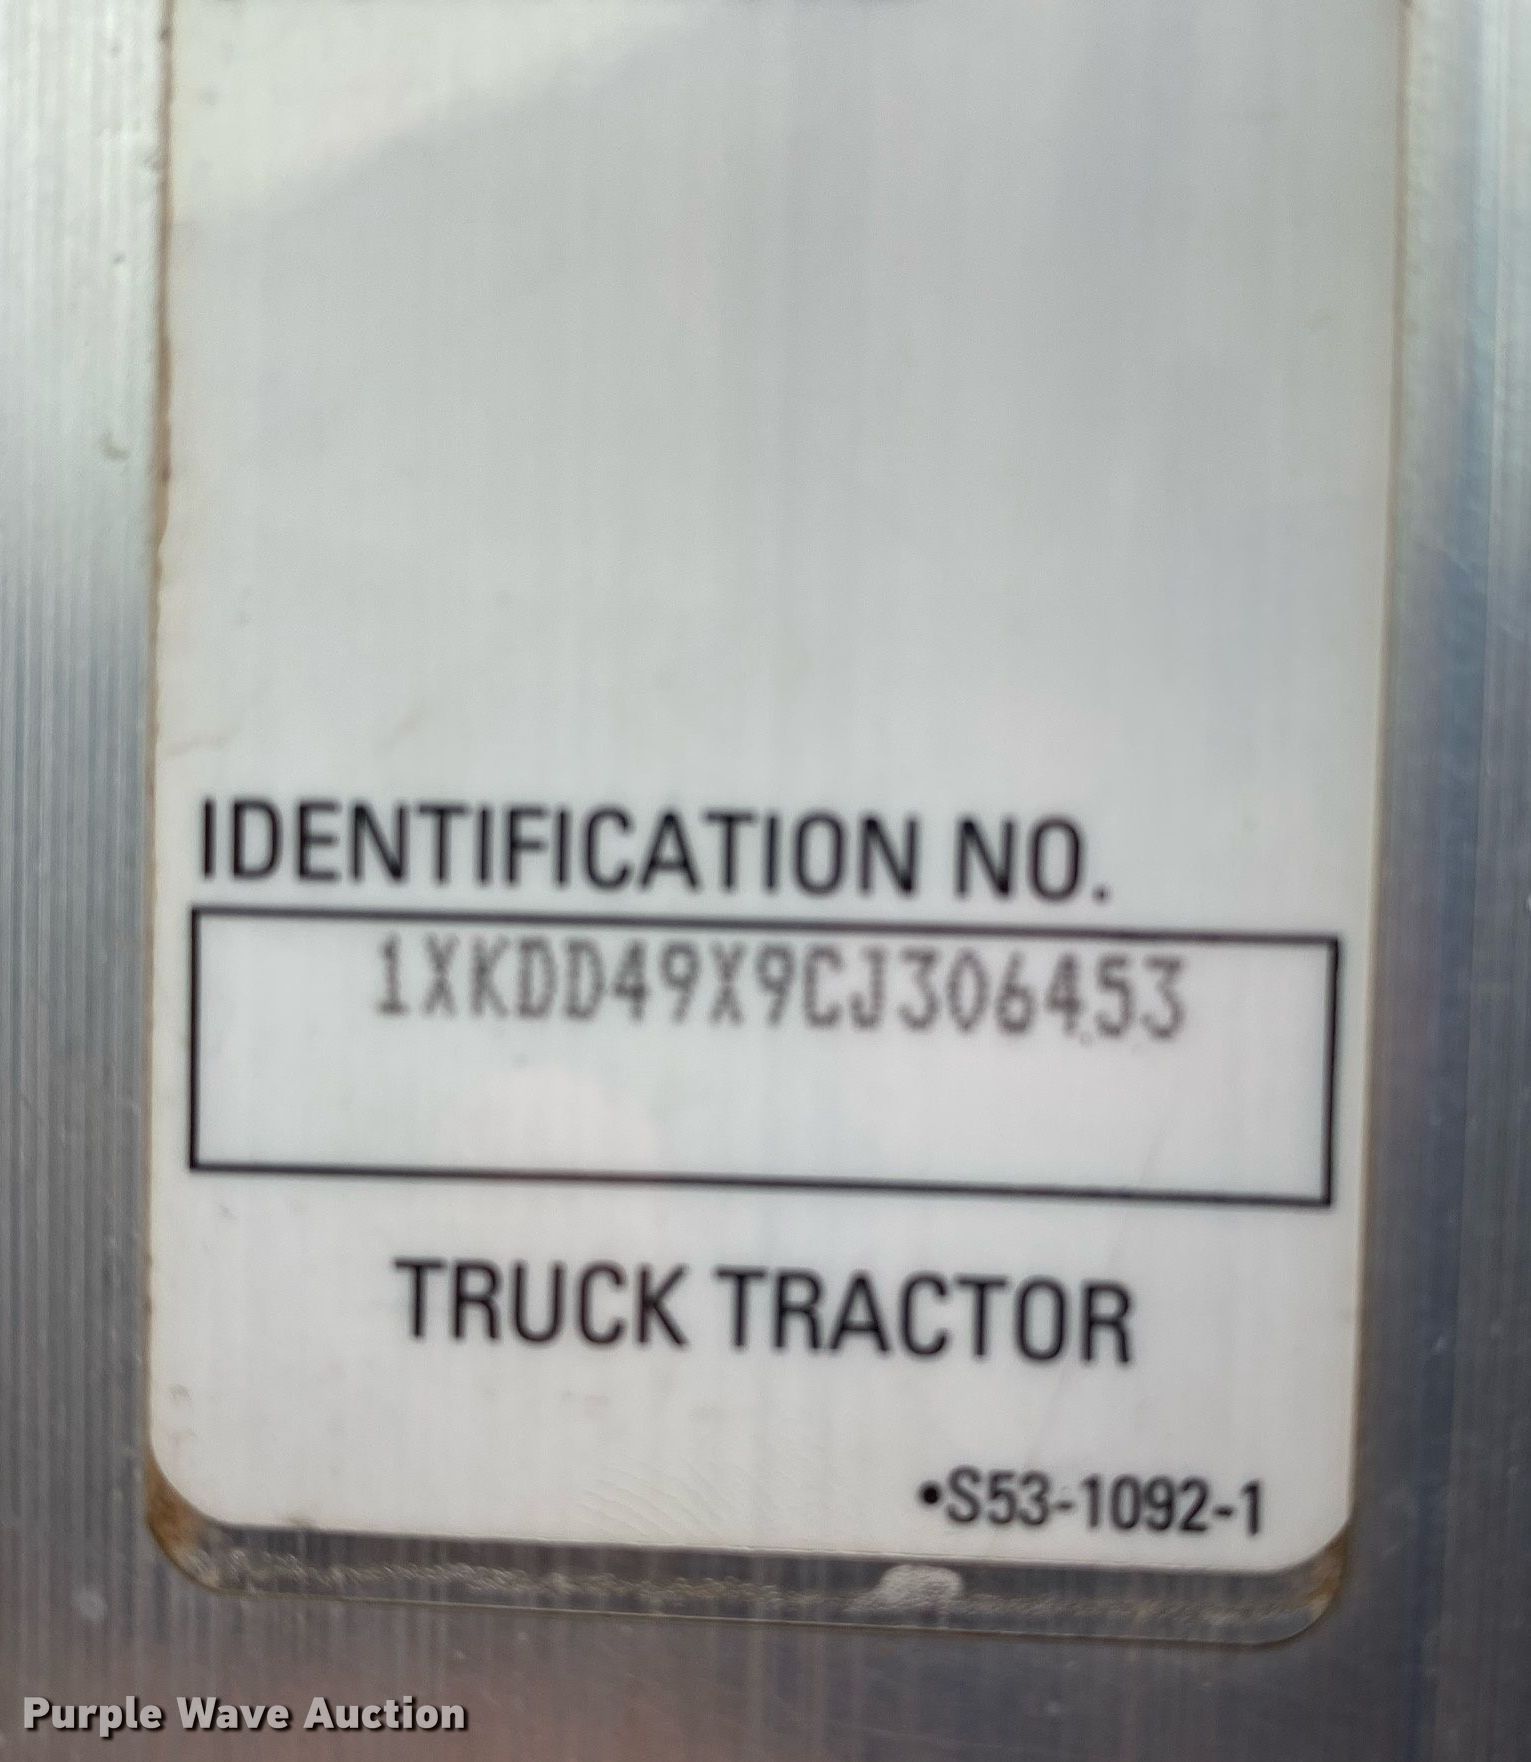 IDENTIFICATION NO.
1XKDD49X9CJ306453
TRUCK TRACTOR
•S53-1092-1
Purple Wave Auction